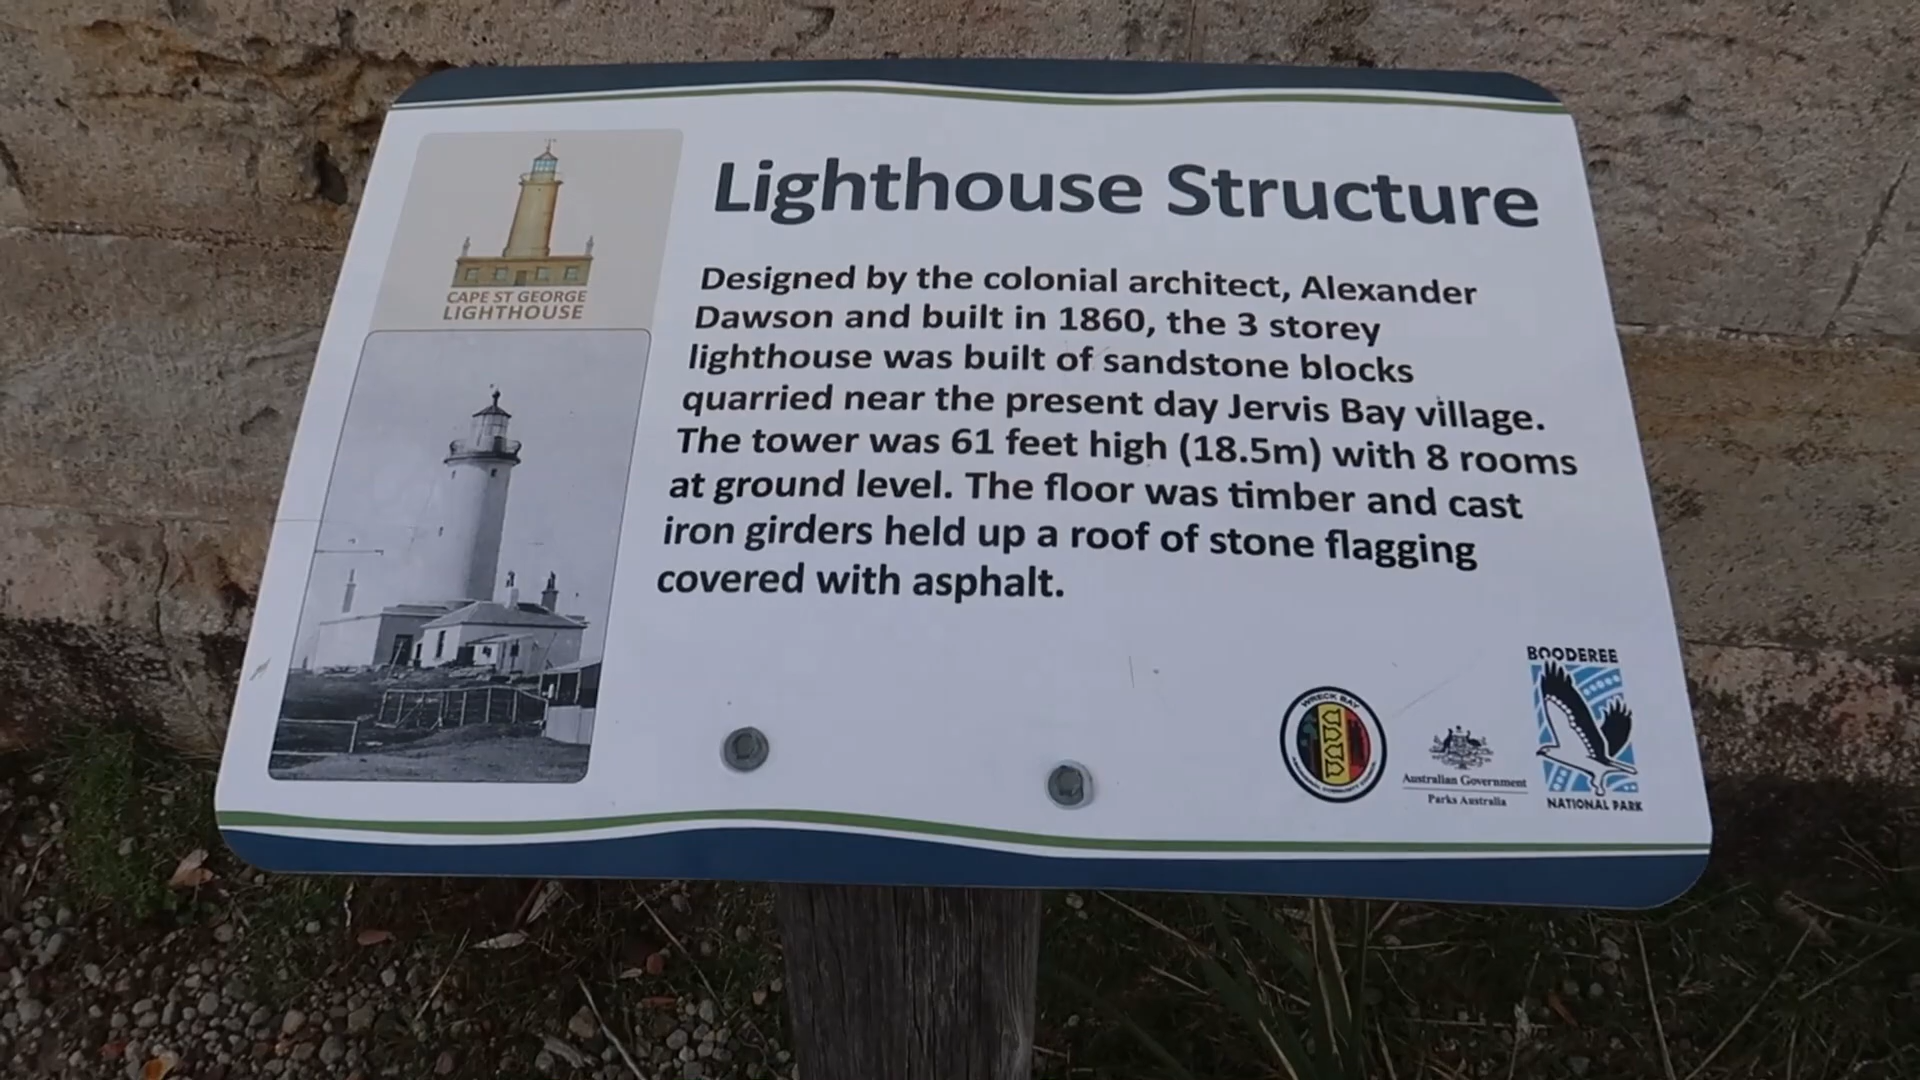 Lighthouse Structure
CAPE ST GEORGE
LIGHTHOUSE
Designed by the colonial architect, Alexander
Dawson and built in 1860, the 3 storey
lighthouse was built of sandstone blocks
quarried near the present day Jervis Bay village.
The tower was 61 feet high (18.5m) with 8 rooms
at ground level. The floor was timber and cast
iron girders held up a roof of stone flagging
covered with asphalt.
WRECK BAY
ABORIGINAL COMMUNITY COUNCIL
Australian Government
Parks Australia
BOODEREE
NATIONAL PARK